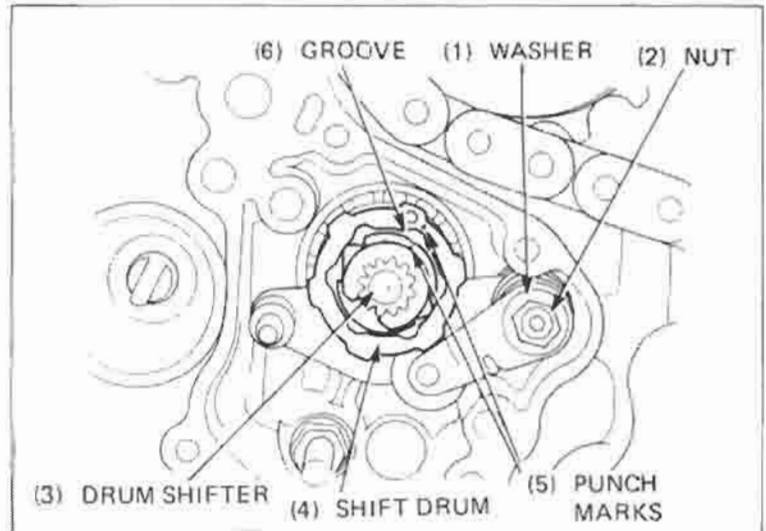 (6) GROOVE
(1) WASHER
(2) NUT
(3) DRUM SHIFTER
(4) SHIFT DRUM
(5) PUNCH
MARKS